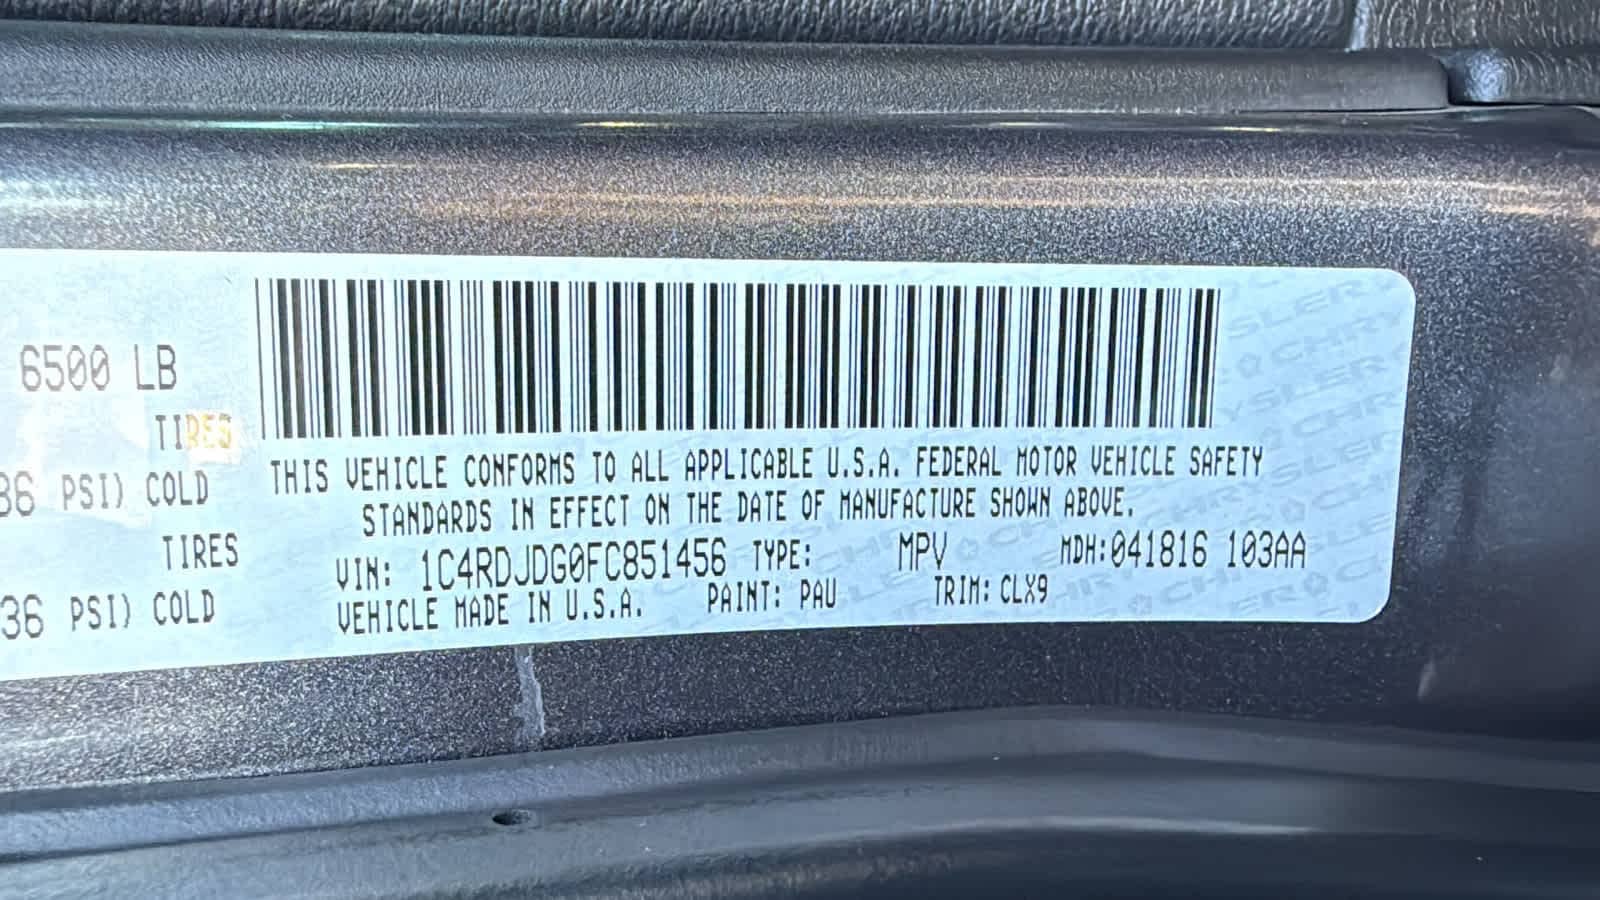 6500 LB
TIRES
36 PSI) COLD
TIRES
36 PSI) COLD
THIS VEHICLE CONFORMS TO ALL APPLICABLE U.S.A. FEDERAL MOTOR VEHICLE SAFETY
STANDARDS IN EFFECT ON THE DATE OF MANUFACTURE SHOWN ABOVE.
VIN: 1C4RDJDG0FC851456 TYPE: MPV MDH:041816 103AA
VEHICLE MADE IN U.S.A. PAINT: PAU TRIM: CLX9
CHRYSLER